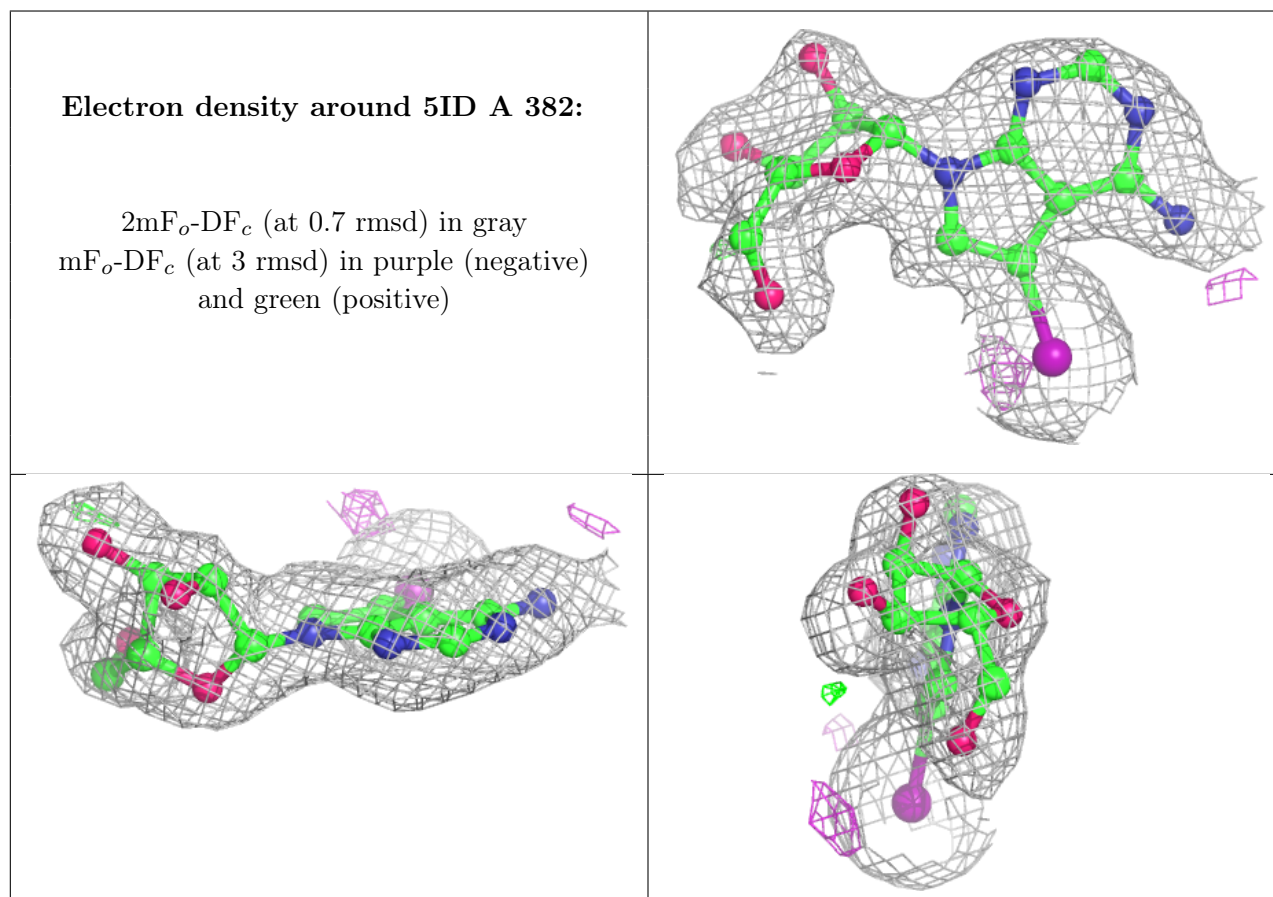 Electron density around 5ID A 382:
2mFo-DFc (at 0.7 rmsd) in gray
mFo-DFc (at 3 rmsd) in purple (negative)
and green (positive)